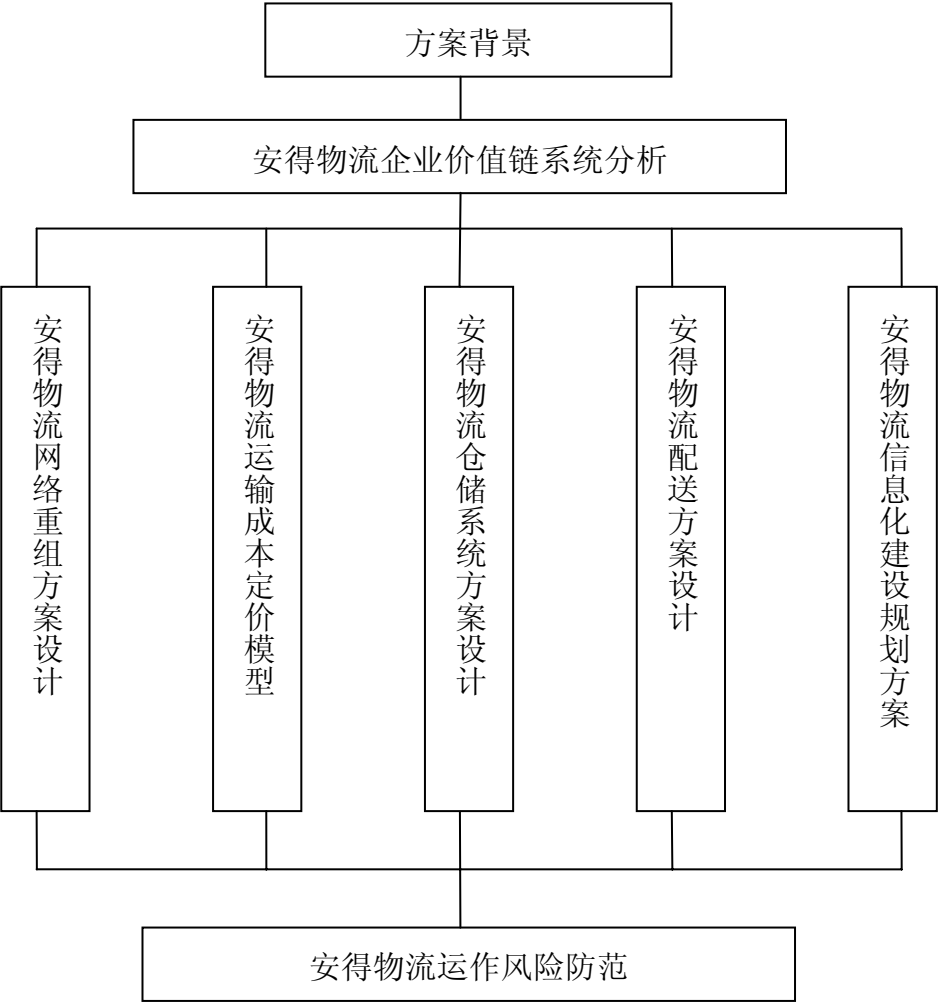 方案背景
安得物流企业价值链系统分析
安得物流网络重组方案设计
安得物流运输成本定价模型
安得物流仓储系统方案设计
安得物流配送方案设计
安得物流信息化建设规划方案
安得物流运作风险防范